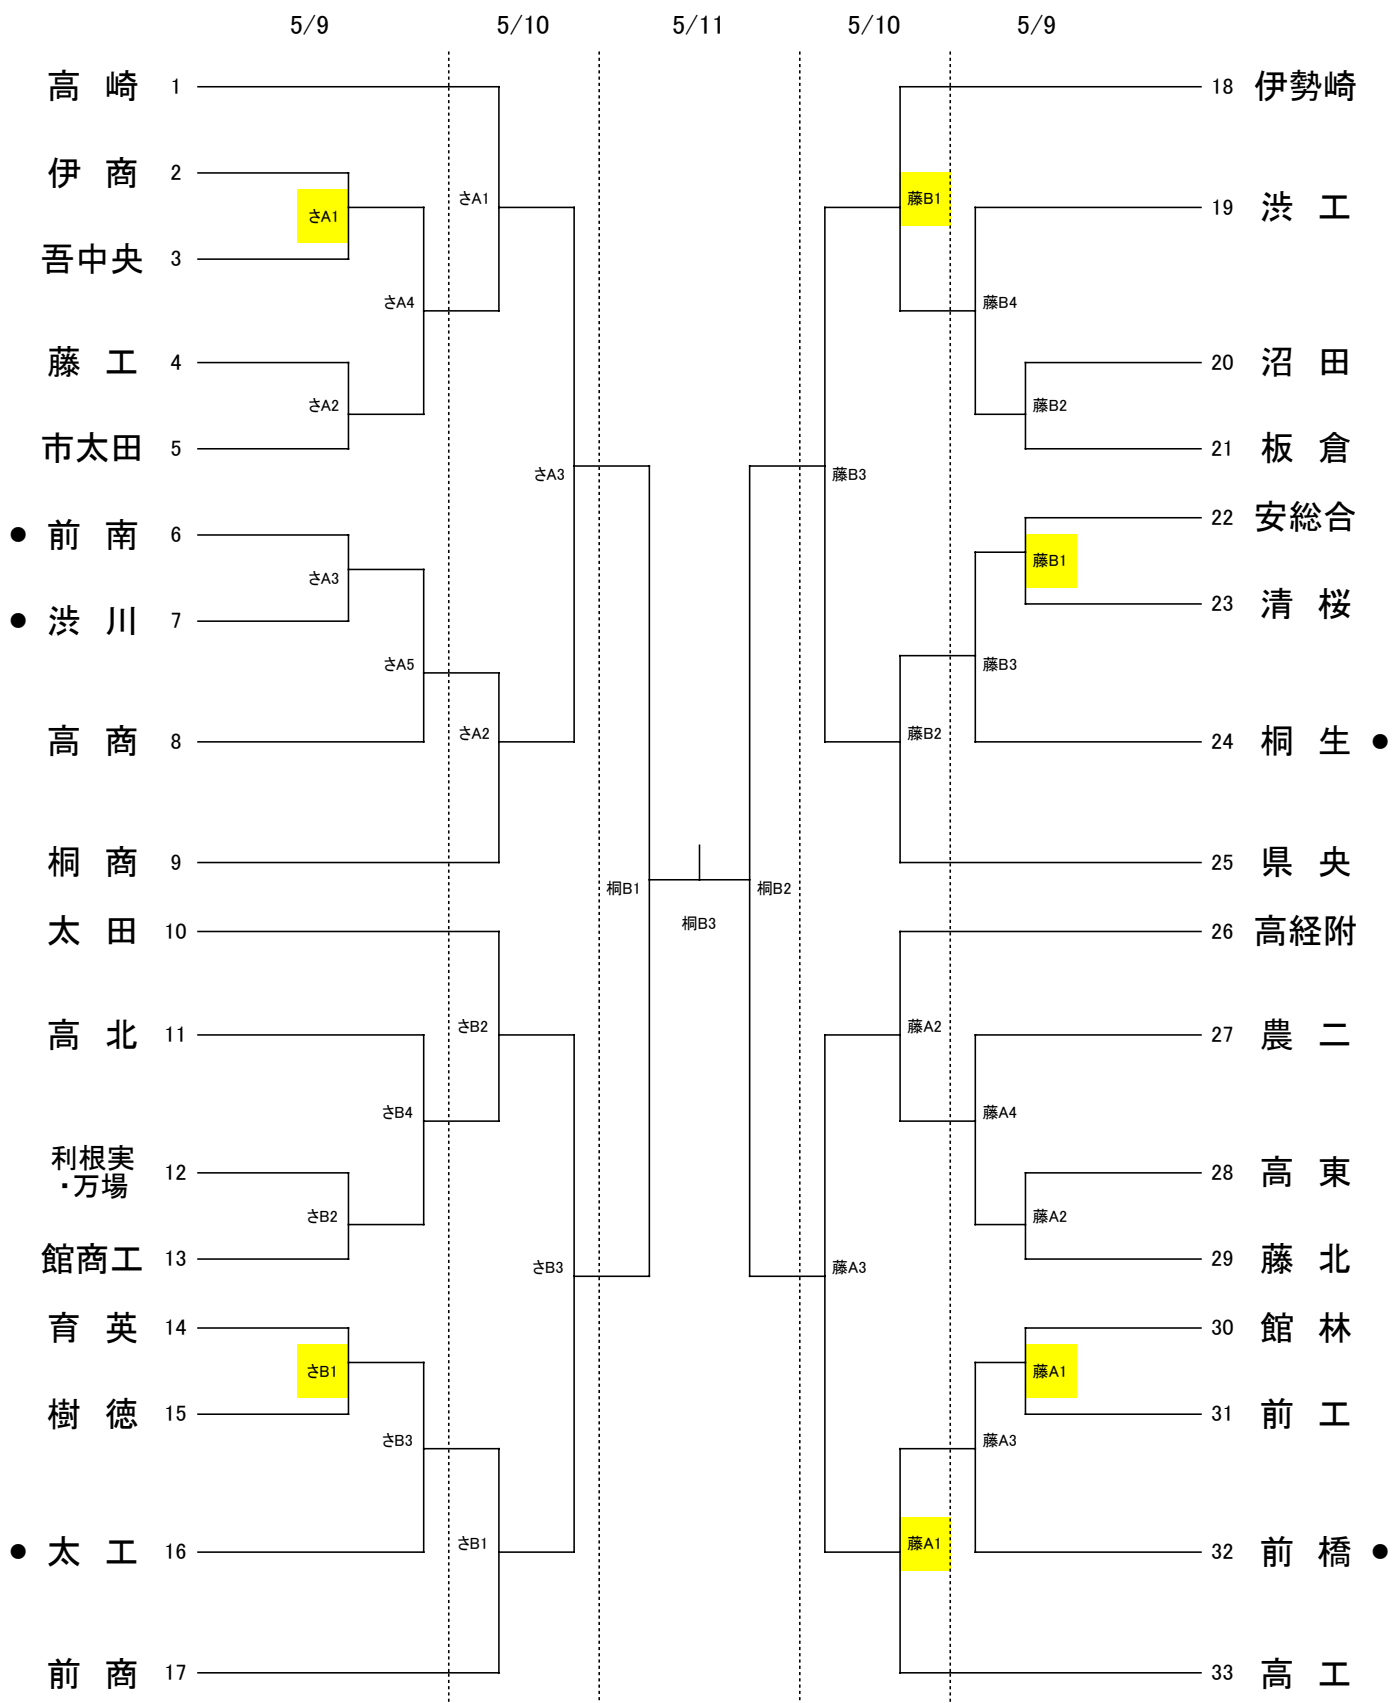 5/9 5/10 5/11 5/10 5/9
高崎 1
伊商 2
さA1
吾中央 3
さA4
さA1
藤工 4
さA2
市太田 5
さA3
● 前南 6
さA3
● 渋川 7
さA5
高商 8
さA2
桐商 9
桐B1
太田 10
高北 11
さB2
さB4
利根実
・万場 12
さB2
館商工 13
さB3
育英 14
さB1
樹徳 15
さB3
● 太工 16
さB1
前商 17
桐B3
桐B2
18 伊勢崎
藤B1
19 渋工
藤B4
20 沼田
藤B2
21 板倉
藤B3
22 安総合
藤B1
23 清桜
藤B3
藤B2
24 桐生 ●
25 県央
26 高経附
藤A2
27 農二
藤A4
28 高東
藤A2
29 藤北
藤A3
30 館林
藤A1
31 前工
藤A3
藤A1
32 前橋 ●
33 高工